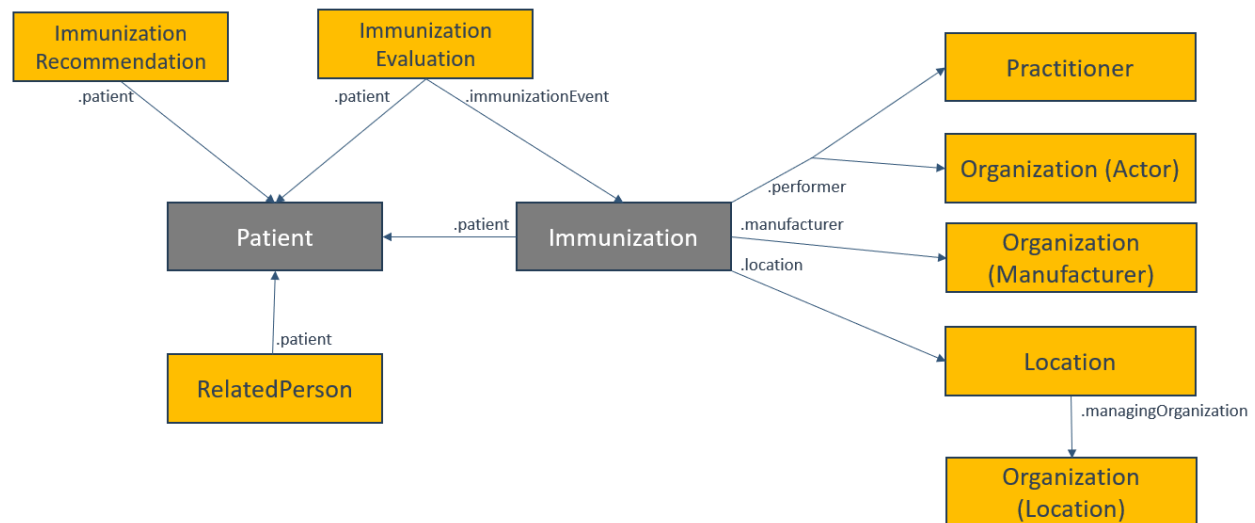 Immunization
Recommendation
Immunization
Evaluation
Practitioner
.patient
.patient
.immunizationEvent
Organization (Actor)
.performer
Patient
.patient
Immunization
.manufacturer
Organization
(Manufacturer)
.location
.patient
RelatedPerson
Location
.managingOrganization
Organization
(Location)